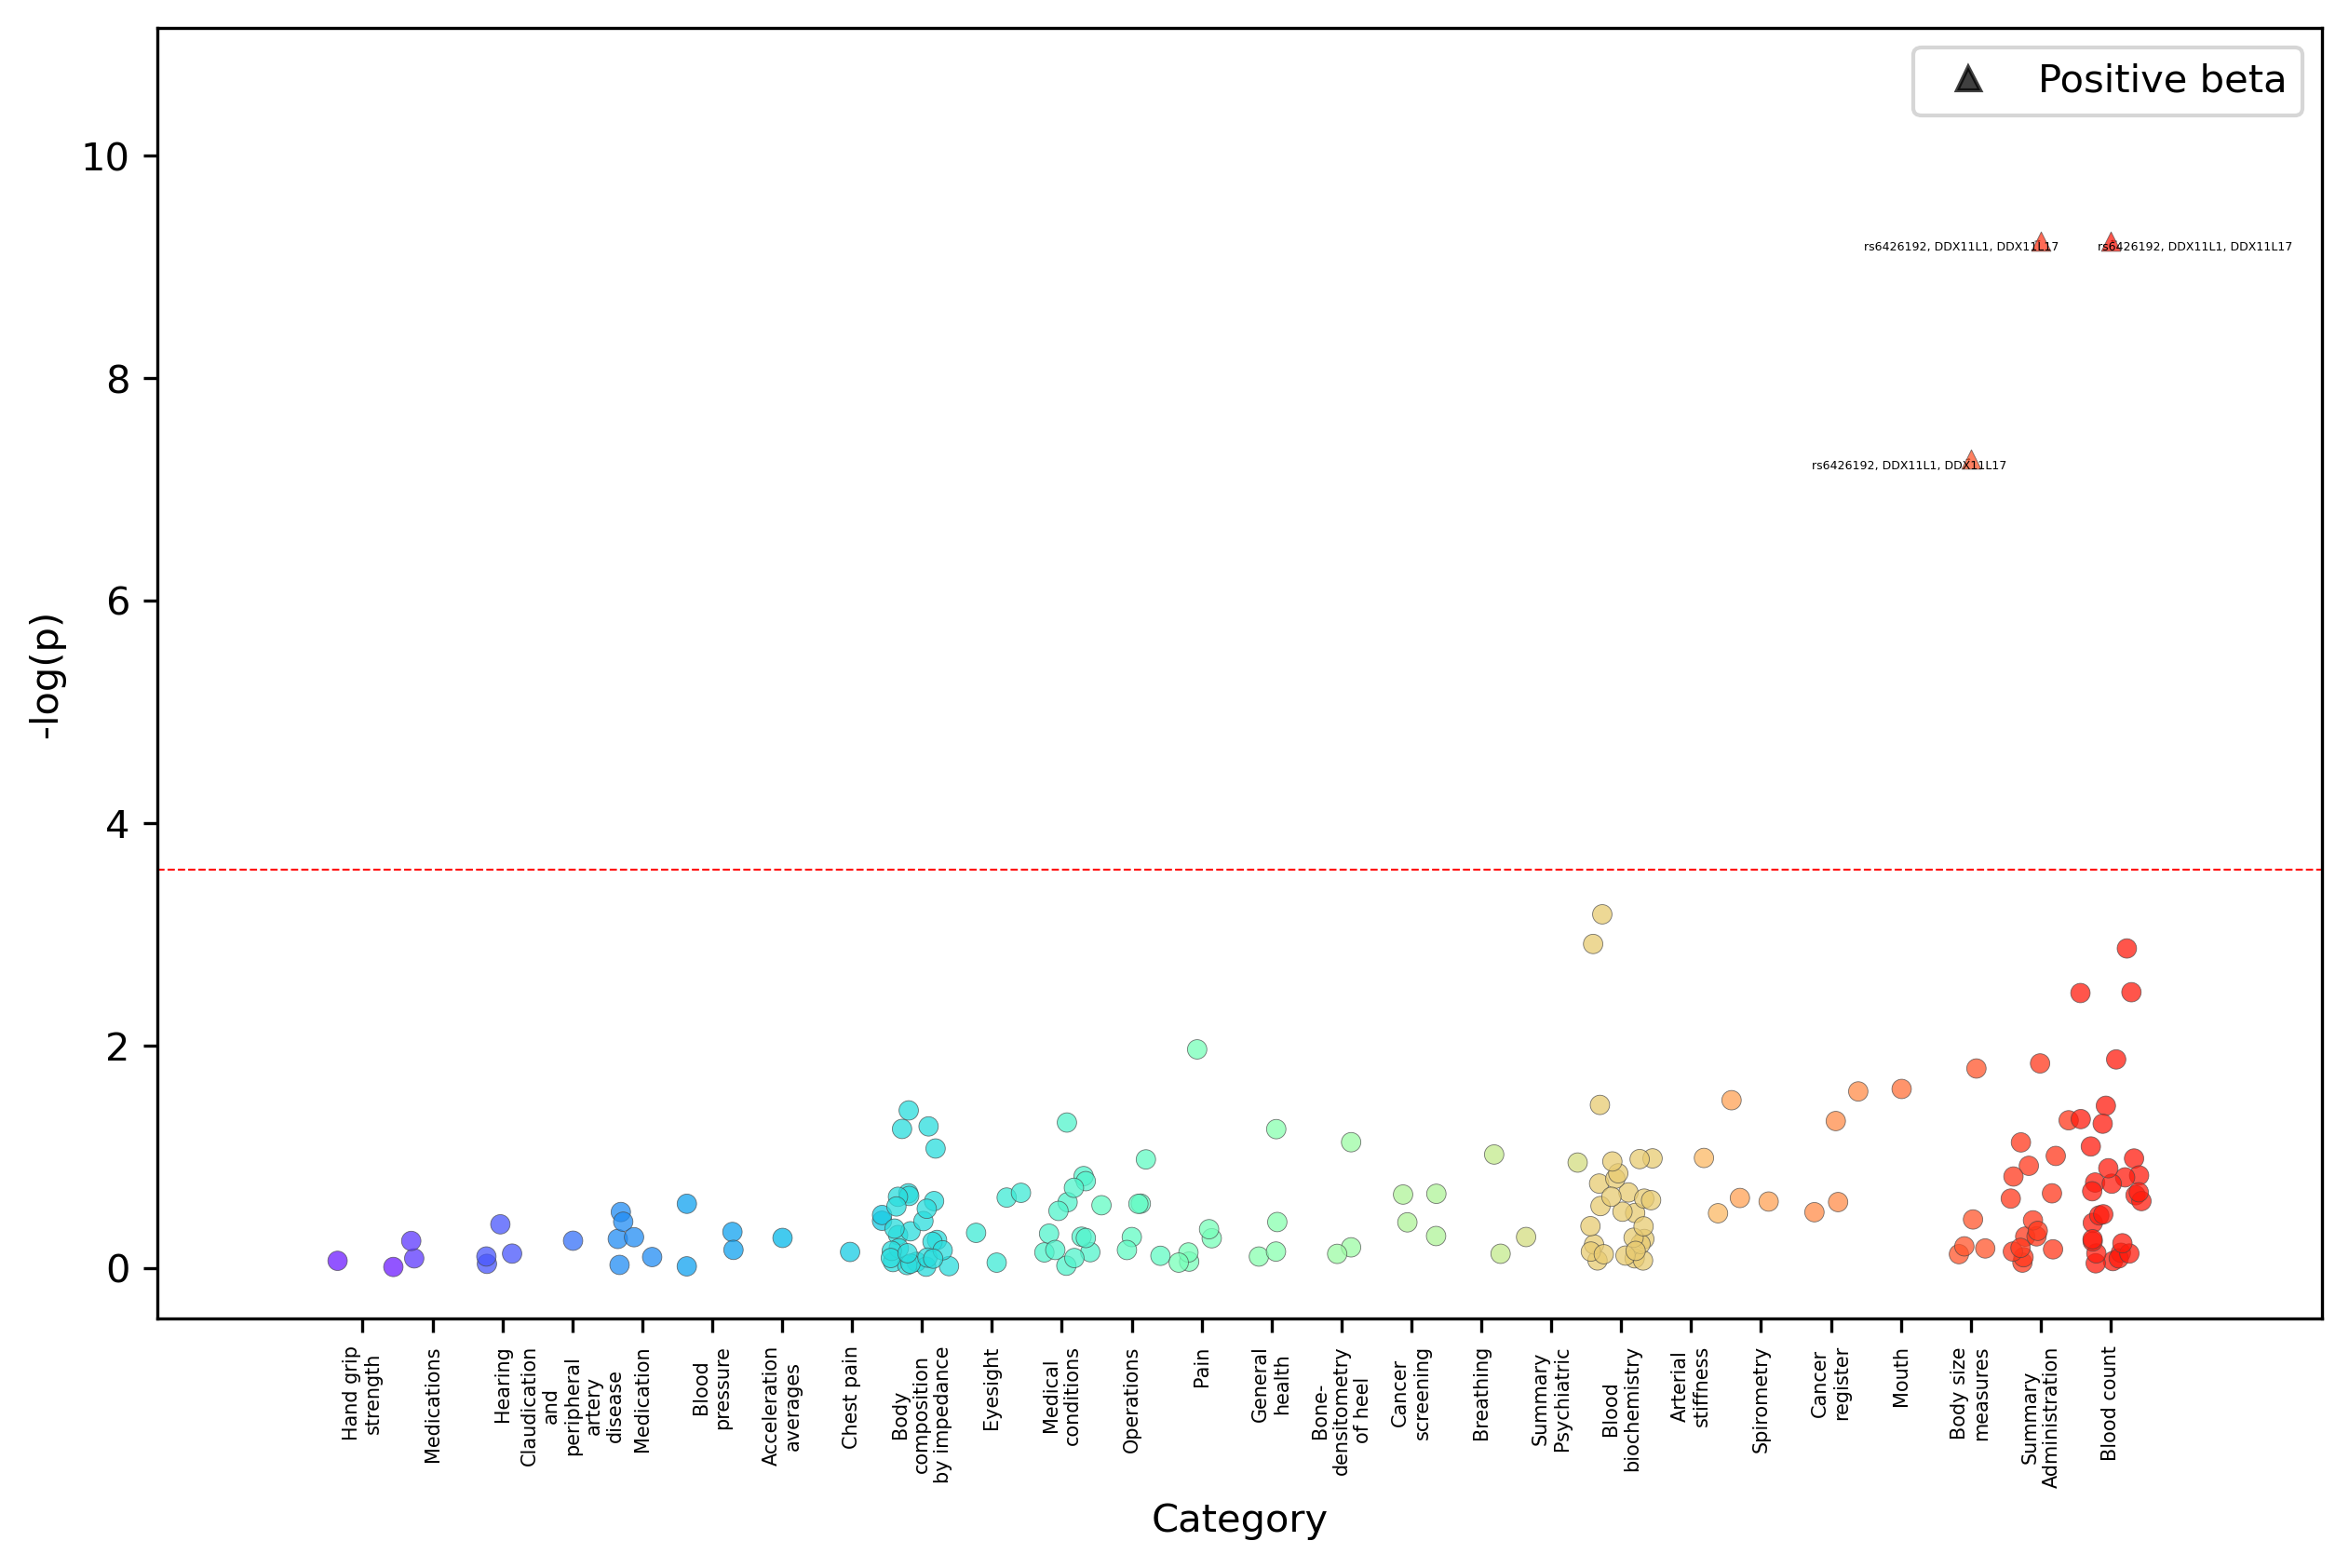 Positive beta
10
8
6
4
2
0
-log(p)
rs6426192, DDX11L1, DDX11L17
rs6426192, DDX11L1, DDX11L17
rs6426192, DDX11L1, DDX11L17
Hand grip
strength
Medications
Hearing
Claudication
and
peripheral
artery
disease
Medication
Blood
pressure
Acceleration
averages
Chest pain
Body
composition
by impedance
Eyesight
Medical
conditions
Operations
Pain
General
health
Bone-
densitometry
of heel
Cancer
screening
Breathing
Summary
Psychiatric
Blood
biochemistry
Arterial
stiffness
Spirometry
Cancer
register
Mouth
Body size
measures
Summary
Administration
Blood count
Category